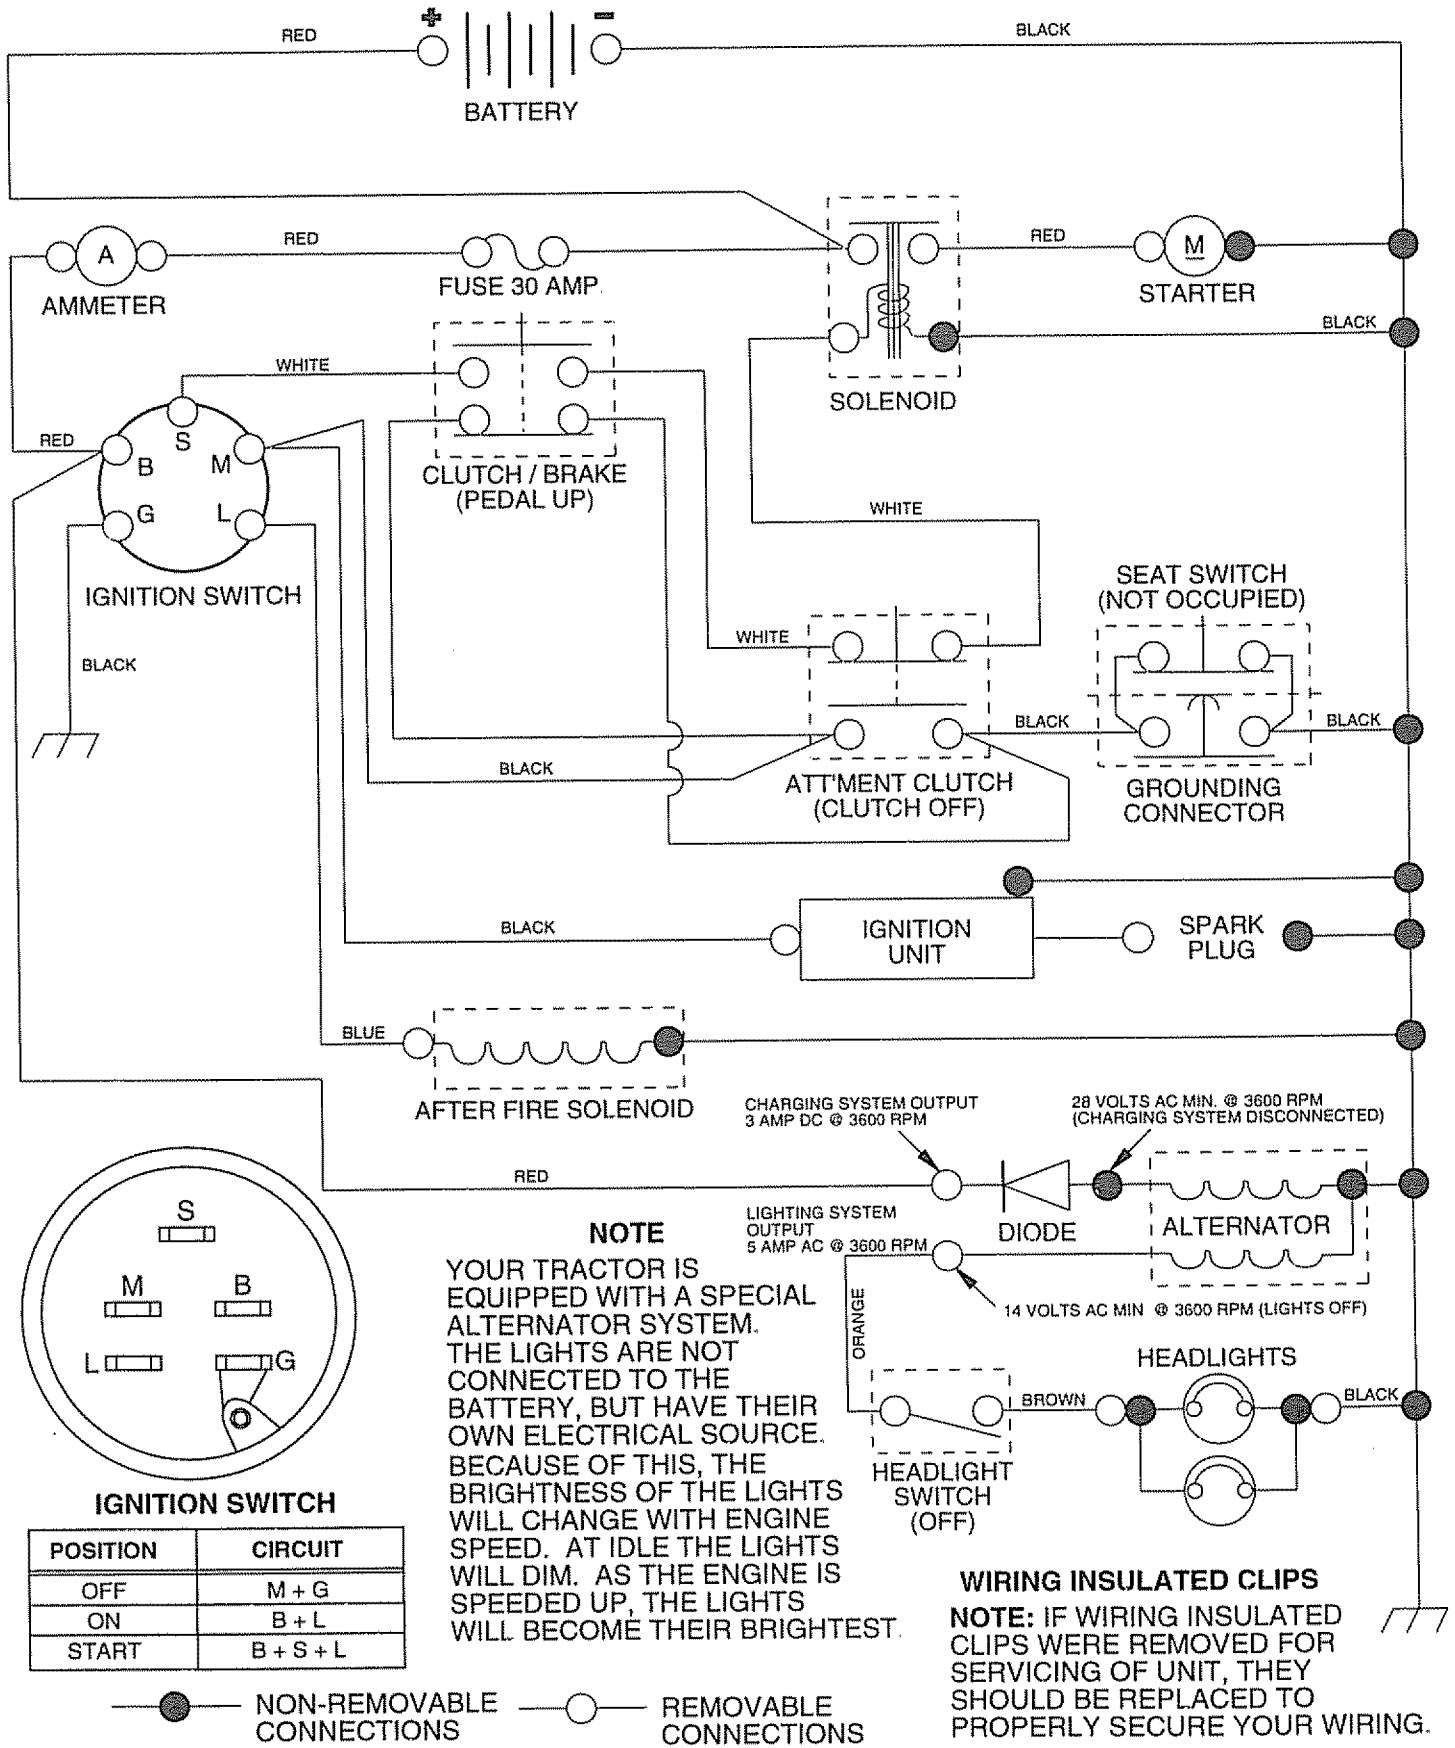 + -
RED
BLACK
BATTERY
RED
RED
A
M
AMMETER
FUSE 30 AMP.
STARTER
BLACK
WHITE
SOLENOID
RED
S
B
M
G
L
CLUTCH / BRAKE
(PEDAL UP)
WHITE
IGNITION SWITCH
SEAT SWITCH
(NOT OCCUPIED)
BLACK
WHITE
BLACK
BLACK
BLACK
ATT'MENT CLUTCH
(CLUTCH OFF)
GROUNDING
CONNECTOR
BLACK
IGNITION
UNIT
SPARK
PLUG
BLUE
AFTER FIRE SOLENOID
CHARGING SYSTEM OUTPUT
3 AMP DC @ 3600 RPM
28 VOLTS AC MIN. @ 3600 RPM
(CHARGING SYSTEM DISCONNECTED)
RED
DIODE
ALTERNATOR
LIGHTING SYSTEM
OUTPUT
5 AMP AC @ 3600 RPM
14 VOLTS AC MIN @ 3600 RPM (LIGHTS OFF)
ORANGE
HEADLIGHTS
BROWN
BLACK
HEADLIGHT
SWITCH
(OFF)
S
M
B
L
G
IGNITION SWITCH
POSITION CIRCUIT
OFF M + G
ON B + L
START B + S + L
NOTE
YOUR TRACTOR IS
EQUIPPED WITH A SPECIAL
ALTERNATOR SYSTEM.
THE LIGHTS ARE NOT
CONNECTED TO THE
BATTERY, BUT HAVE THEIR
OWN ELECTRICAL SOURCE.
BECAUSE OF THIS, THE
BRIGHTNESS OF THE LIGHTS
WILL CHANGE WITH ENGINE
SPEED. AT IDLE THE LIGHTS
WILL DIM. AS THE ENGINE IS
SPEEDED UP, THE LIGHTS
WILL BECOME THEIR BRIGHTEST.
WIRING INSULATED CLIPS
NOTE: IF WIRING INSULATED
CLIPS WERE REMOVED FOR
SERVICING OF UNIT, THEY
SHOULD BE REPLACED TO
PROPERLY SECURE YOUR WIRING.
NON-REMOVABLE
CONNECTIONS
REMOVABLE
CONNECTIONS